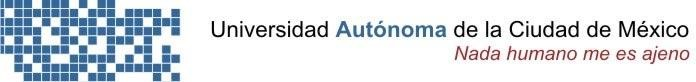 Universidad Autónoma de la Ciudad de México
Nada humano me es ajeno